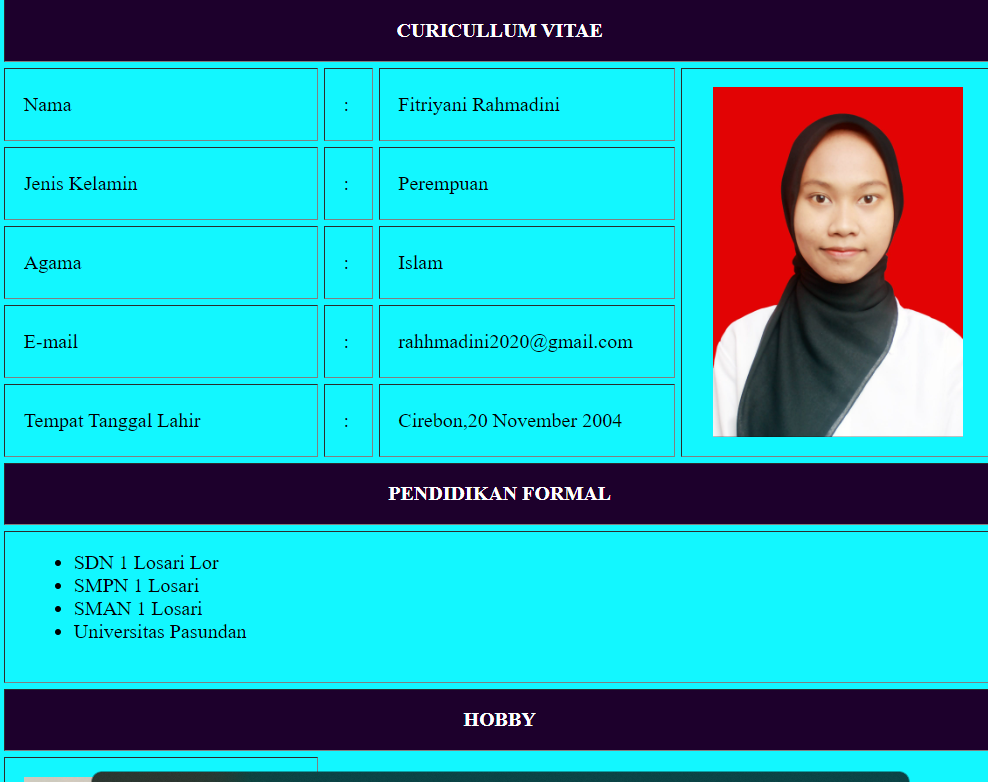 CURICULLUM VITAE
Nama : Fitriyani Rahmadini
Jenis Kelamin : Perempuan
Agama : Islam
E-mail : rahhmadini2020@gmail.com
Tempat Tanggal Lahir : Cirebon,20 November 2004
PENDIDIKAN FORMAL
• SDN 1 Losari Lor
• SMPN 1 Losari
• SMAN 1 Losari
• Universitas Pasundan
HOBBY